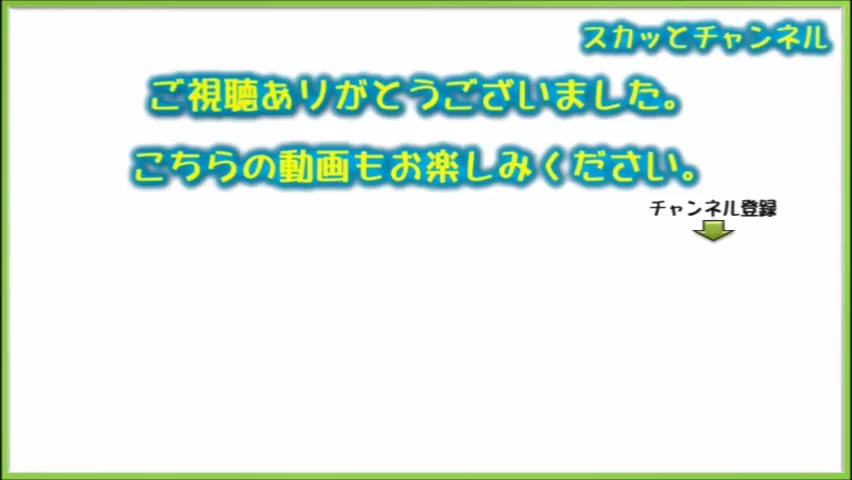 スカッとチャンネル
ご視聴ありがとうございました。
こちらの動画もお楽しみください。
チャンネル登録